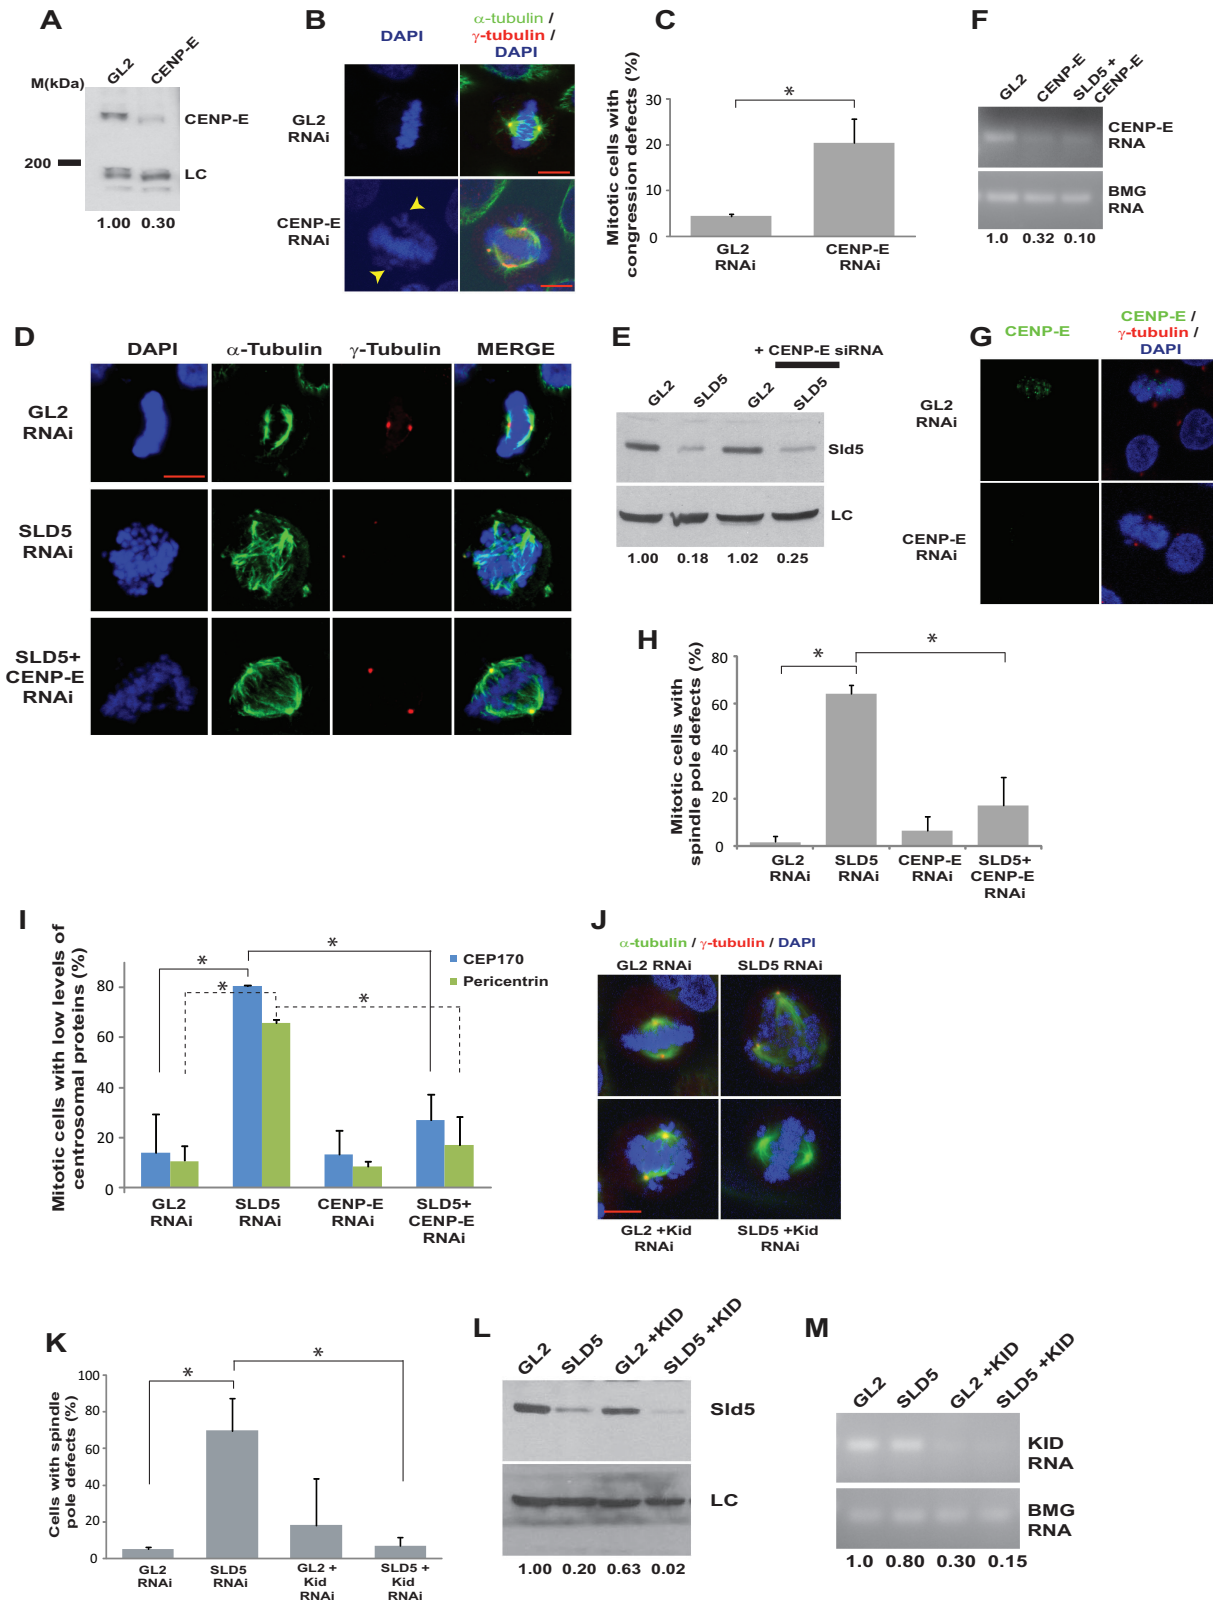 A
GL2
CENP-E
M(kDa)
CENP-E
200
LC
1.00 0.30
B
DAPI
α-tubulin /
γ-tubulin /
DAPI
GL2
RNAi
CENP-E
RNAi
C
Mitotic cells with
congression defects (%)
30
20
10
0
*
GL2
RNAi
CENP-E
RNAi
F
GL2
CENP-E
SLD5 +
CENP-E
CENP-E
RNA
BMG
RNA
1.0 0.32 0.10
D
DAPI
α-Tubulin
γ-Tubulin
MERGE
GL2
RNAi
SLD5
RNAi
SLD5+
CENP-E
RNAi
E
+ CENP-E siRNA
GL2
SLD5
GL2
SLD5
Sld5
LC
1.00 0.18 1.02 0.25
G
CENP-E
CENP-E /
γ-tubulin /
DAPI
GL2
RNAi
CENP-E
RNAi
H
Mitotic cells with
spindle pole defects (%)
80
60
40
20
0
*
*
GL2
RNAi
SLD5
RNAi
CENP-E
RNAi
SLD5+
CENP-E
RNAi
I
Mitotic cells with low levels of
centrosomal proteins (%)
80
60
40
20
0
*
*
*
*
CEP170
Pericentrin
GL2
RNAi
SLD5
RNAi
CENP-E
RNAi
SLD5+
CENP-E
RNAi
J
α-tubulin / γ-tubulin / DAPI
GL2 RNAi
SLD5 RNAi
GL2 +Kid
RNAi
SLD5 +Kid
RNAi
K
Cells with spindle
pole defects (%)
100
80
60
40
20
0
*
*
GL2
RNAi
SLD5
RNAi
GL2 +
Kid
RNAi
SLD5 +
Kid
RNAi
L
GL2
SLD5
GL2 +KID
SLD5 +KID
Sld5
LC
1.00 0.20 0.63 0.02
M
GL2
SLD5
GL2 +KID
SLD5 +KID
KID
RNA
BMG
RNA
1.0 0.80 0.30 0.15